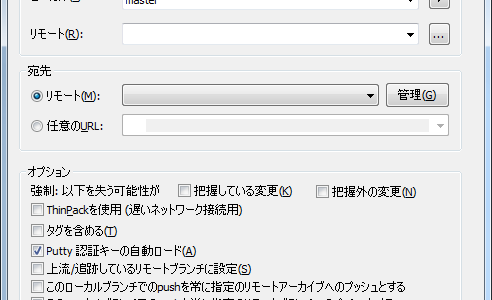 master
リモート(R):
...
宛先
リモート(M):
管理(G)
任意のURL:
オプション
強制: 以下を失う可能性が 把握している変更(K) 把握外の変更(N)
ThinPackを使用 (遅いネットワーク接続用)
タグを含める(T)
Putty 認証キーの自動ロード(A)
上流/追跡しているリモートブランチに設定(S)
このローカルブランチでのpushを常に指定のリモートアーカイブへのプッシュとする